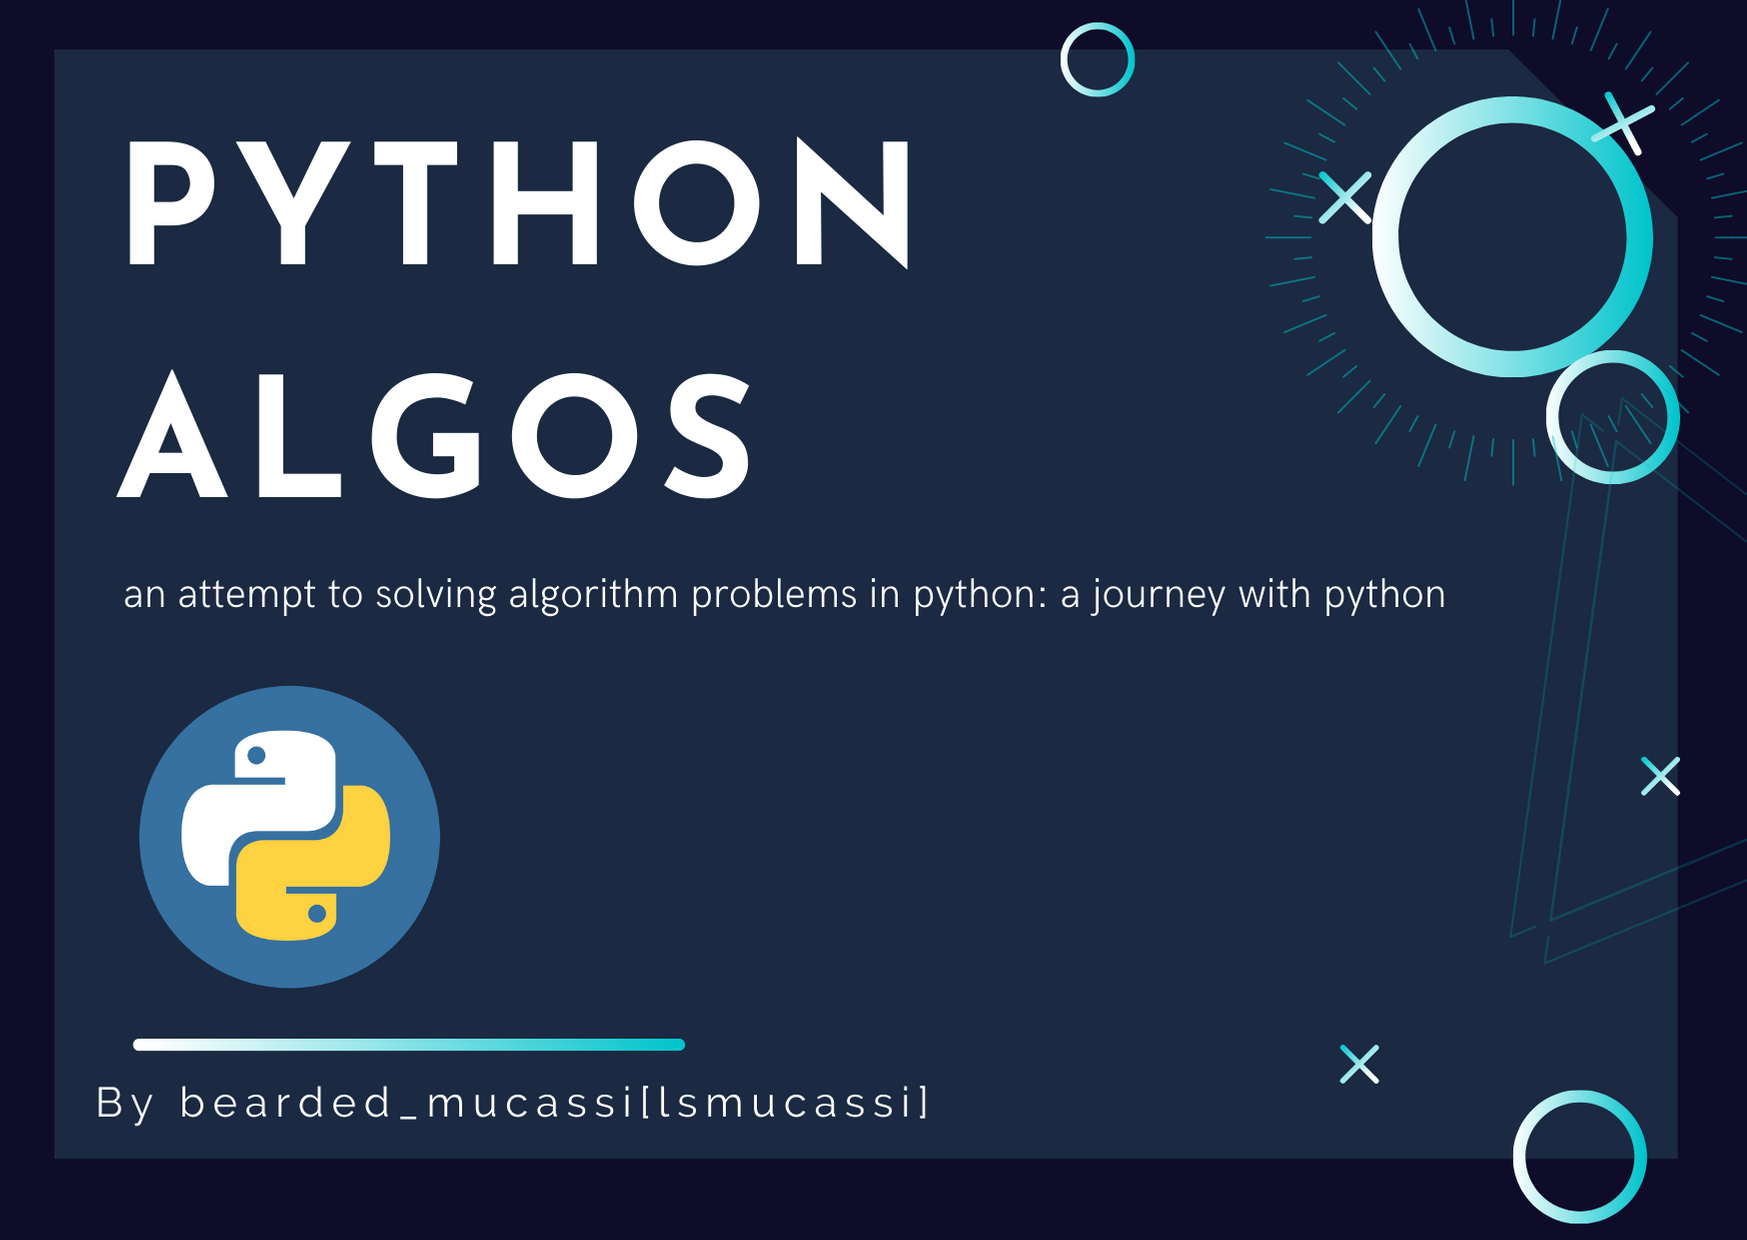 PYTHON
ALGOS
an attempt to solving algorithm problems in python: a journey with python
By bearded_mucassi[lsmucassi]